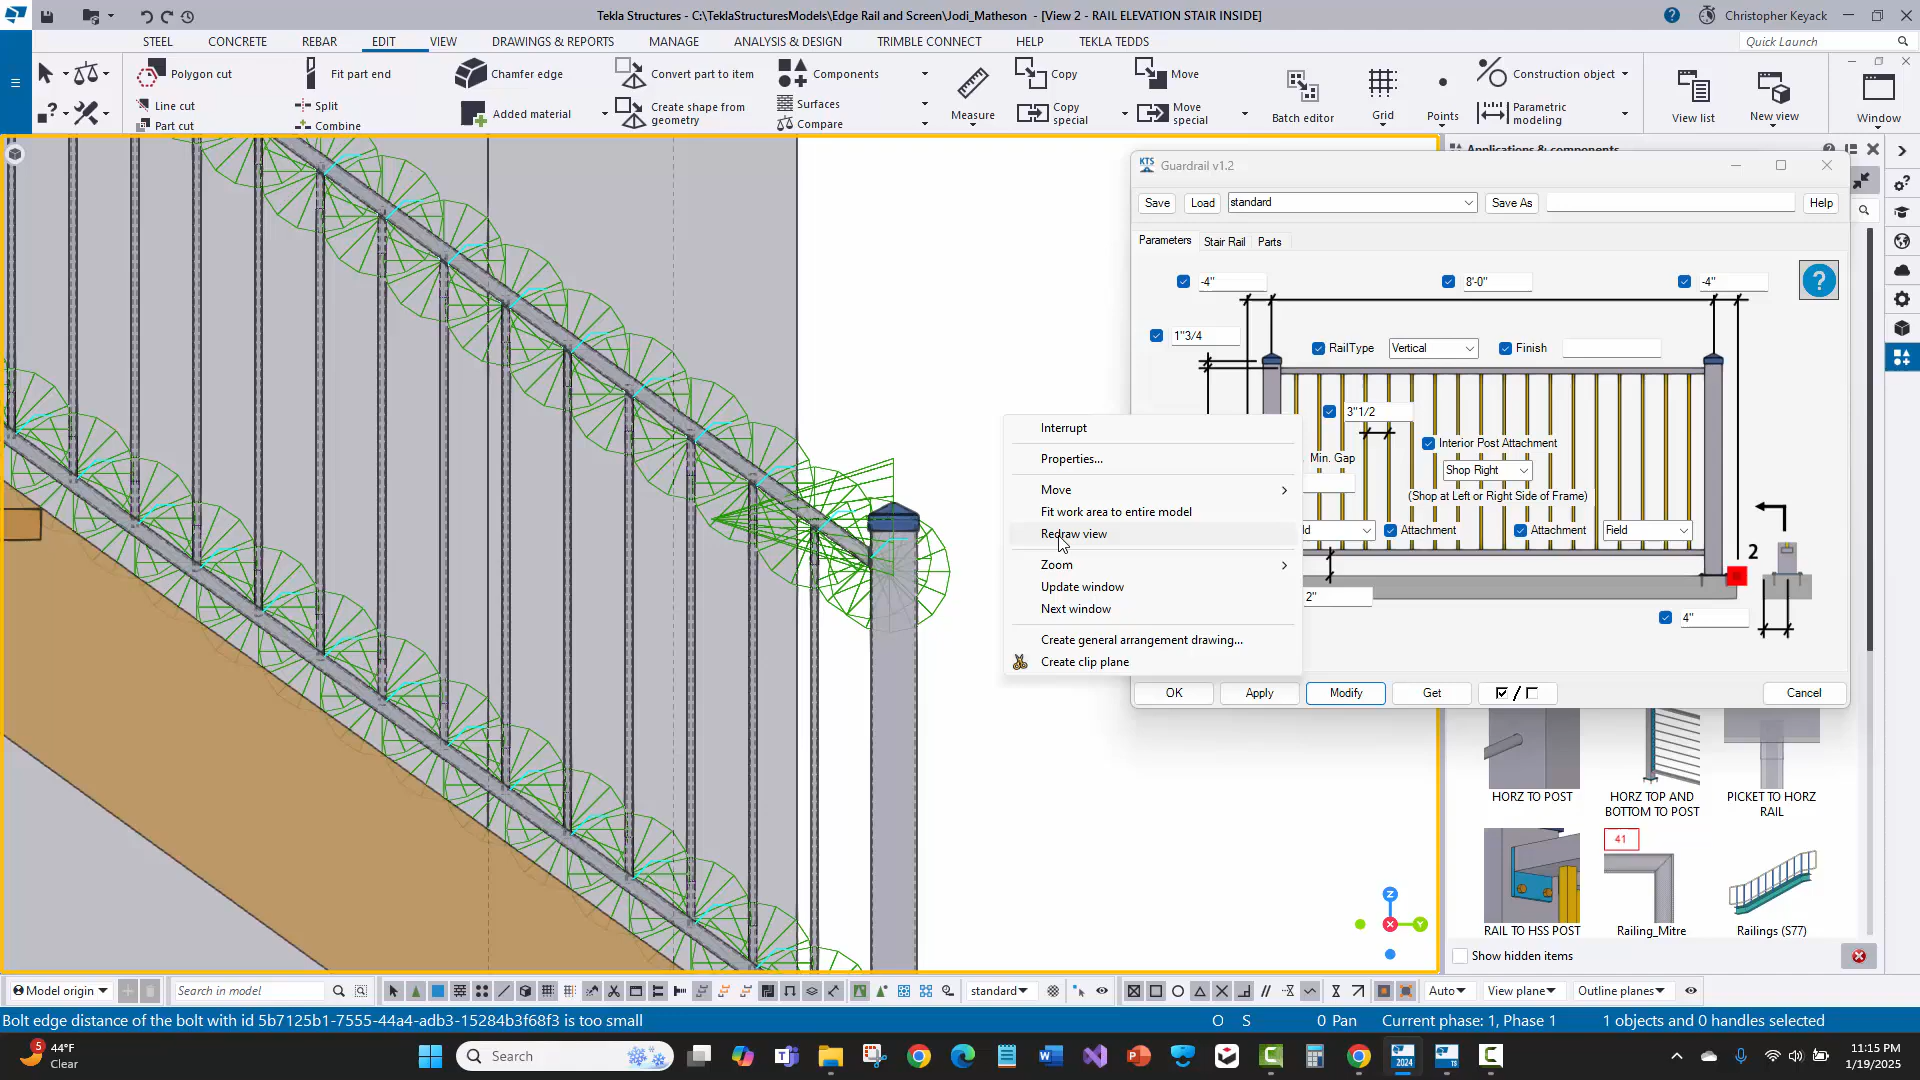 Tekla Structures - C:\TeklaStructuresModels\Edge Rail and Screen\Jodi_Matheson - [View 2 - RAIL ELEVATION STAIR INSIDE]
Christopher Keyack
STEEL CONCRETE REBAR EDIT VIEW DRAWINGS & REPORTS MANAGE ANALYSIS & DESIGN TRIMBLE CONNECT HELP TEKLA TEDDS
Quick Launch
Polygon cut
Line cut
Part cut
Fit part end
Split
Combine
Chamfer edge
Added material
Convert part to item
Create shape from
geometry
Components
Surfaces
Compare
Measure
Copy
Copy
special
Move
Move
special
Batch editor
Grid
Points
Construction object
Parametric
modeling
View list
New view
Window
Applications & components
Guardrail v1.2
Save Load standard Save As Help
Parameters Stair Rail Parts
-4" 8'-0" -4"
1"3/4
RailType Vertical Finish
3"1/2
Interior Post Attachment
Min. Gap
Shop Right
(Shop at Left or Right Side of Frame)
ld Attachment Attachment Field
2
2"
4"
OK Apply Modify Get / Cancel
Interrupt
Properties...
Move
Fit work area to entire model
Redraw view
Zoom
Update window
Next window
Create general arrangement drawing...
Create clip plane
HORZ TO POST
HORZ TOP AND
BOTTOM TO POST
PICKET TO HORZ
RAIL
41
RAIL TO HSS POST
Railing_Mitre
Railings (S77)
Show hidden items
Z
X
Y
Model origin Search in model standard Auto View plane Outline planes
Bolt edge distance of the bolt with id 5b7125b1-7555-44a4-adb3-15284b3f68f3 is too small O S 0 Pan Current phase: 1, Phase 1 1 objects and 0 handles selected
5
44°F
Clear
Search
2024
11:15 PM
1/19/2025